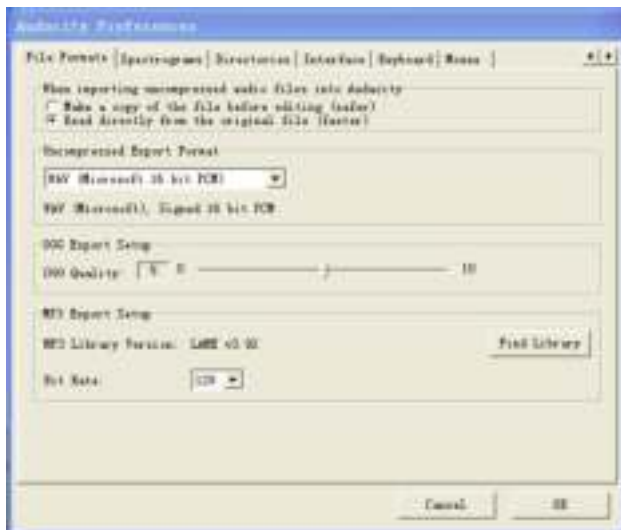 Audacity Preferences
File Formats Spectrograms Directories Interface Keyboard Mouse
When importing uncompressed audio files into Audacity
Make a copy of the file before editing (safer)
Read directly from the original file (faster)
Uncompressed Export Format
WAV (Microsoft 16 bit PCM)
WAV (Microsoft), Signed 16 bit PCM
OGG Export Setup
OGG Quality: 5 0 10
MP3 Export Setup
MP3 Library Version: LAME Find Library
Bit Rate: 128
Cancel OK